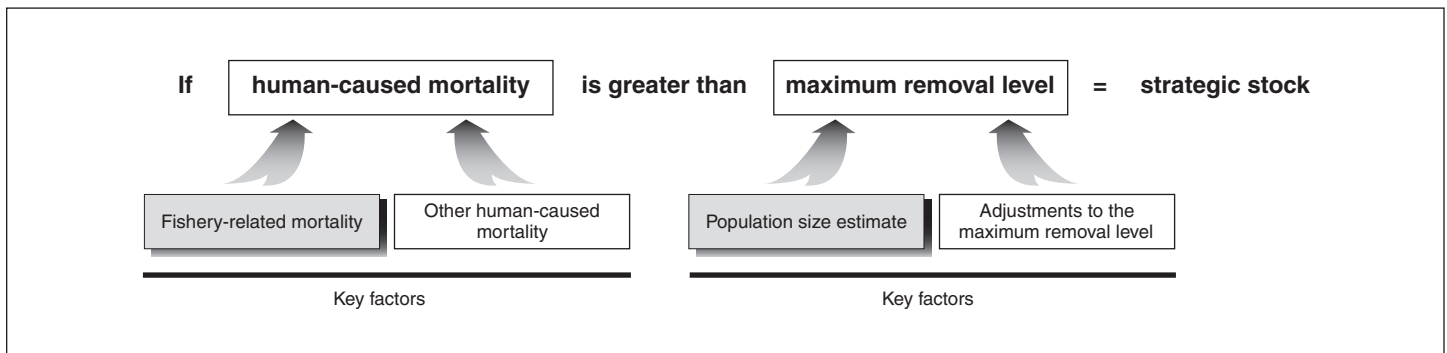 If human-caused mortality is greater than maximum removal level = strategic stock
Fishery-related mortality
Other human-caused
mortality
Population size estimate
Adjustments to the
maximum removal level
Key factors
Key factors